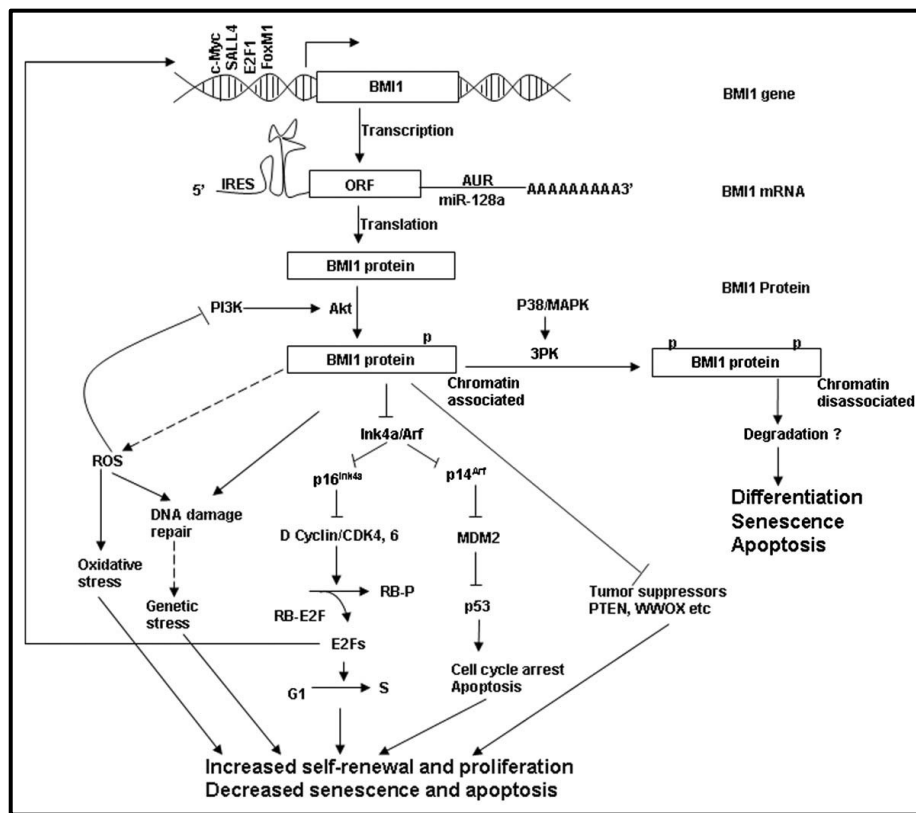 c-Myc
SALL4
E2F1
FoxM1
BMI1
BMI1 gene
Transcription
5’ IRES
ORF
AUR
miR-128a
AAAAAAAAA3’
BMI1 mRNA
Translation
BMI1 protein
BMI1 Protein
PI3K
Akt
P38/MAPK
p
BMI1 protein
3PK
p p
BMI1 protein
Chromatin
associated
Chromatin
disassociated
Ink4a/Arf
Degradation ?
ROS
p16Ink4a
p14Arf
Differentiation
Senescence
Apoptosis
DNA damage
repair
D Cyclin/CDK4, 6
MDM2
Oxidative
stress
Genetic
stress
RB-P
RB-E2F
p53
Tumor suppressors
PTEN, WWOX etc
E2Fs
Cell cycle arrest
Apoptosis
G1
S
Increased self-renewal and proliferation
Decreased senescence and apoptosis